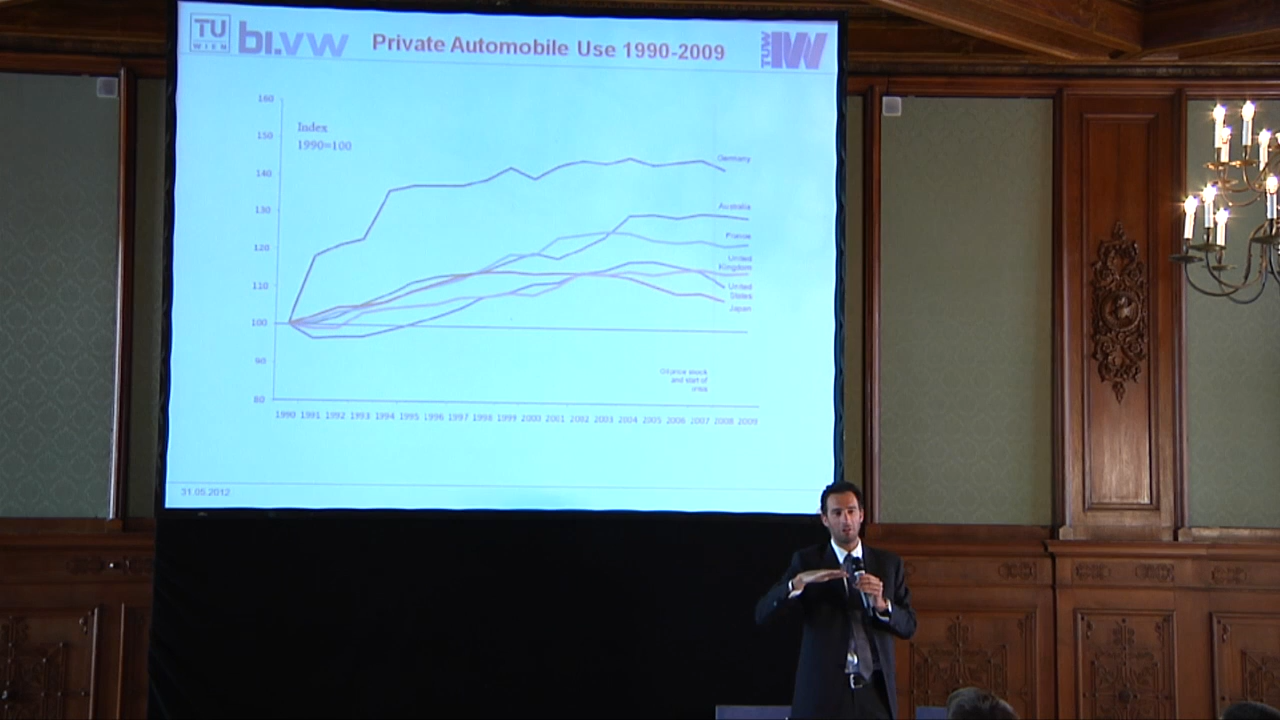 TU
WIEN
bi.vw
Private Automobile Use 1990-2009
TUW
IVW
Index
1990=100
160
150
140
130
120
110
100
90
80
Germany
Australia
France
United
Kingdom
United
States
Japan
Oil price shock
and start of
crisis
1990 1991 1992 1993 1994 1995 1996 1997 1998 1999 2000 2001 2002 2003 2004 2005 2006 2007 2008 2009
31.05.2012